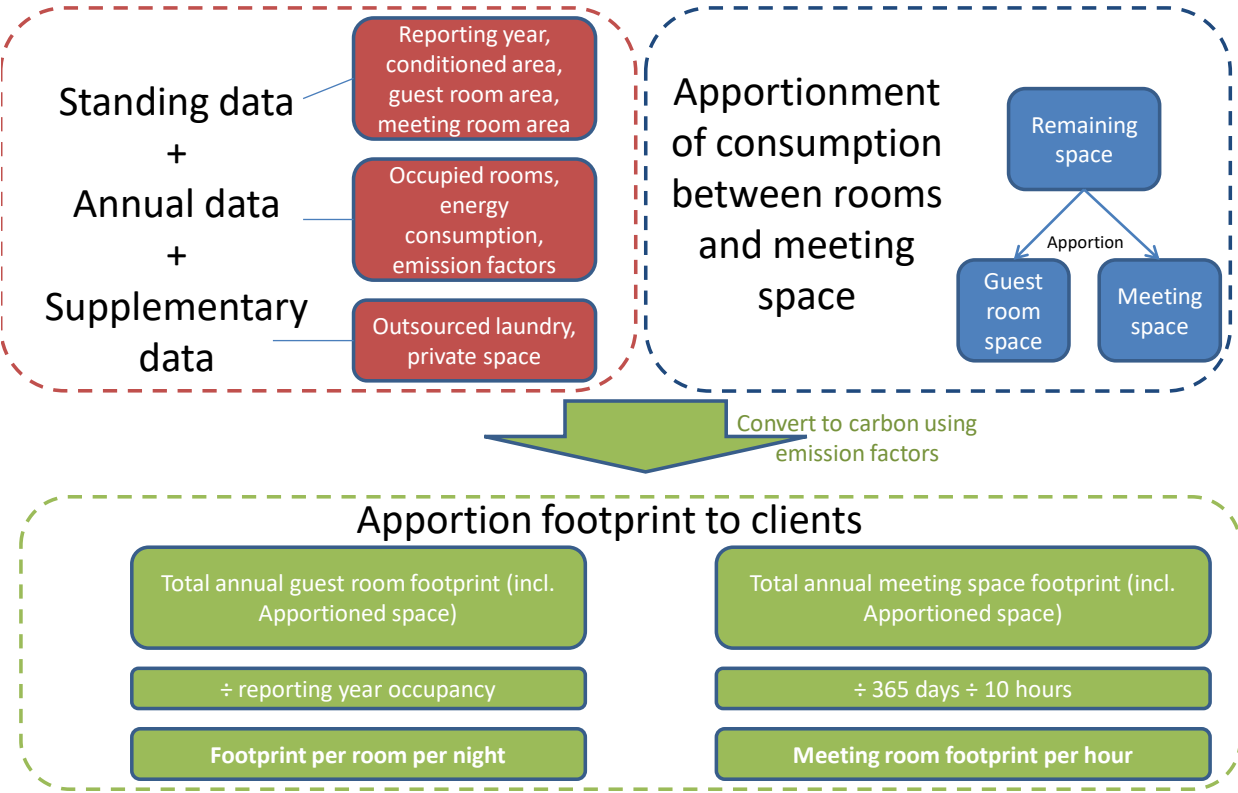 Standing data
+
Annual data
+
Supplementary
data
Reporting year,
conditioned area,
guest room area,
meeting room area
Occupied rooms,
energy
consumption,
emission factors
Outsourced laundry,
private space
Apportionment
of consumption
between rooms
and meeting
space
Remaining
space
Apportion
Guest
room
space
Meeting
space
Convert to carbon using
emission factors
Apportion footprint to clients
Total annual guest room footprint (incl.
Apportioned space)
÷ reporting year occupancy
Footprint per room per night
Total annual meeting space footprint (incl.
Apportioned space)
÷ 365 days ÷ 10 hours
Meeting room footprint per hour